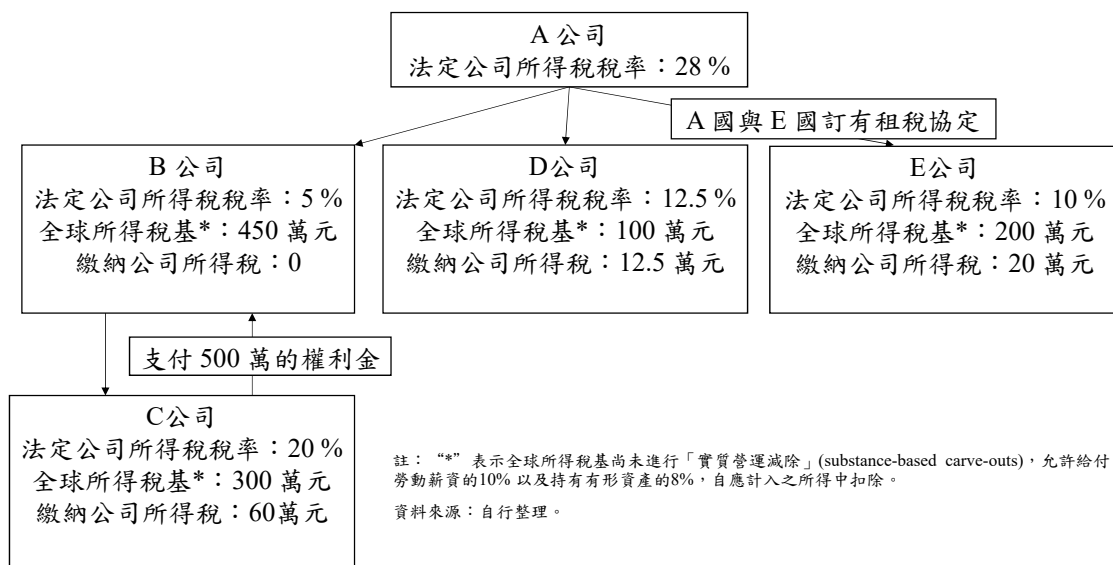 A 公司
法定公司所得稅稅率：28 %
A 國與 E 國訂有租稅協定
B 公司
法定公司所得稅稅率：5 %
全球所得稅基*：450 萬元
繳納公司所得稅：0
D公司
法定公司所得稅稅率：12.5 %
全球所得稅基*：100 萬元
繳納公司所得稅：12.5 萬元
E公司
法定公司所得稅稅率：10 %
全球所得稅基*：200 萬元
繳納公司所得稅：20 萬元
支付 500 萬的權利金
C公司
法定公司所得稅稅率：20 %
全球所得稅基*：300 萬元
繳納公司所得稅：60萬元
註： “*” 表示全球所得稅基尚未進行「實質營運減除」(substance-based carve-outs)，允許給付
勞動薪資的10% 以及持有有形資產的8%，自應計入之所得中扣除。
資料來源：自行整理。